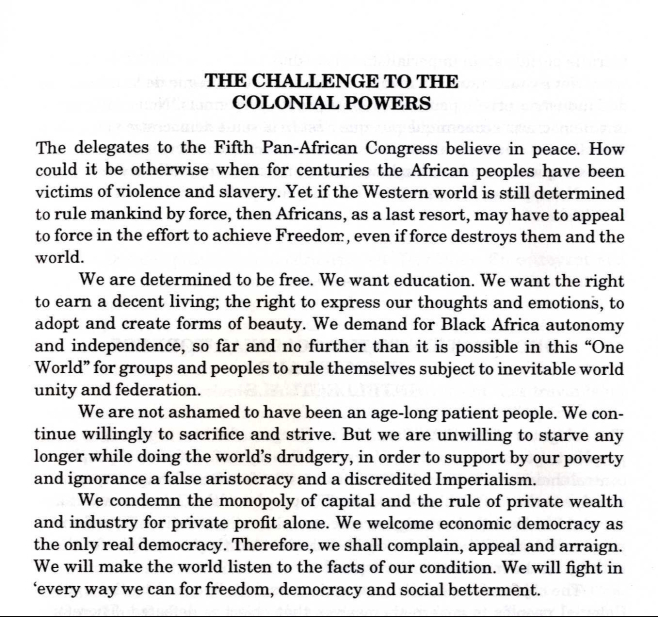 THE CHALLENGE TO THE
COLONIAL POWERS
The delegates to the Fifth Pan-African Congress believe in peace. How
could it be otherwise when for centuries the African peoples have been
victims of violence and slavery. Yet if the Western world is still determined
to rule mankind by force, then Africans, as a last resort, may have to appeal
to force in the effort to achieve Freedom, even if force destroys them and the
world.
We are determined to be free. We want education. We want the right
to earn a decent living; the right to express our thoughts and emotions, to
adopt and create forms of beauty. We demand for Black Africa autonomy
and independence, so far and no further than it is possible in this “One
World” for groups and peoples to rule themselves subject to inevitable world
unity and federation.
We are not ashamed to have been an age-long patient people. We con-
tinue willingly to sacrifice and strive. But we are unwilling to starve any
longer while doing the world’s drudgery, in order to support by our poverty
and ignorance a false aristocracy and a discredited Imperialism.
We condemn the monopoly of capital and the rule of private wealth
and industry for private profit alone. We welcome economic democracy as
the only real democracy. Therefore, we shall complain, appeal and arraign.
We will make the world listen to the facts of our condition. We will fight in
‘every way we can for freedom, democracy and social betterment.